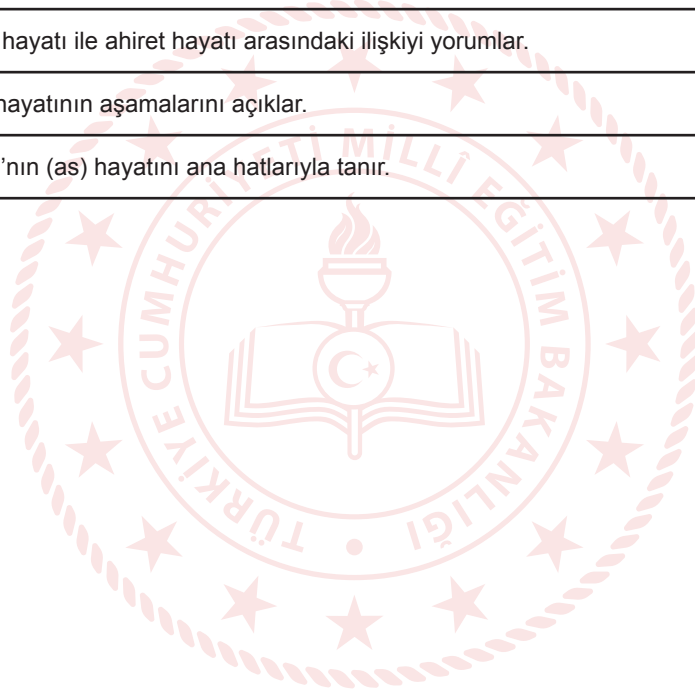 hayatı ile ahiret hayatı arasındaki ilişkiyi yorumlar.
hayatının aşamalarını açıklar.
’nın (as) hayatını ana hatlarıyla tanır.
TÜRKİYE CUMHURİYETİ MİLLÎ EĞİTİM BAKANLIĞI